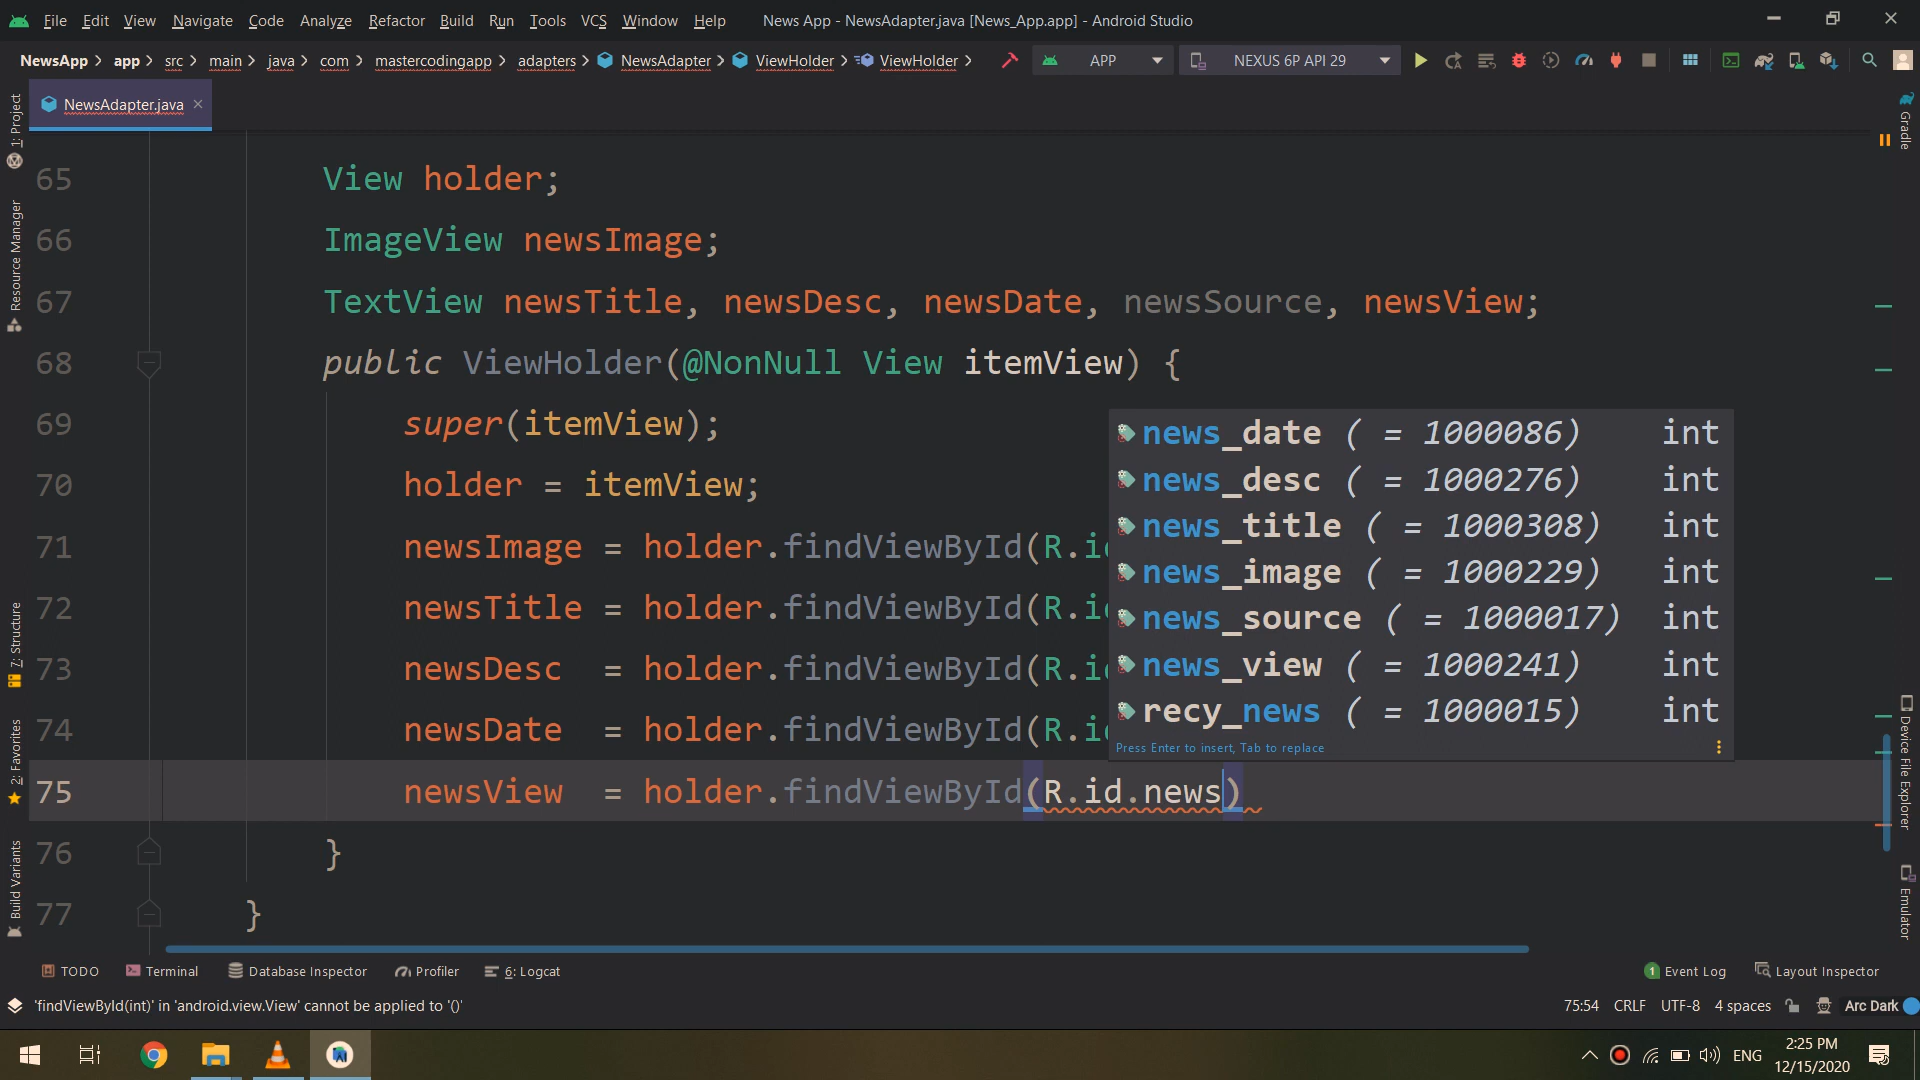 File Edit View Navigate Code Analyze Refactor Build Run Tools VCS Window Help News App - NewsAdapter.java [News_App.app] - Android Studio
NewsApp app src main java com mastercodingapp adapters NewsAdapter ViewHolder ViewHolder APP NEXUS 6P API 29
NewsAdapter.java
1: Project
Resource Manager
7: Structure
2: Favorites
Build Variants
65 View holder;
66 ImageView newsImage;
67 TextView newsTitle, newsDesc, newsDate, newsSource, newsView;
68 public ViewHolder(@NonNull View itemView) {
69 super(itemView);
70 holder = itemView;
71 newsImage = holder.findViewById(R.id
72 newsTitle = holder.findViewById(R.id
73 newsDesc = holder.findViewById(R.id
74 newsDate = holder.findViewById(R.id
75 newsView = holder.findViewById(R.id.news)
76 }
77 }
news_date ( = 1000086) int
news_desc ( = 1000276) int
news_title ( = 1000308) int
news_image ( = 1000229) int
news_source ( = 1000017) int
news_view ( = 1000241) int
recy_news ( = 1000015) int
Press Enter to insert, Tab to replace
Gradle
Device File Explorer
Emulator
TODO Terminal Database Inspector Profiler 6: Logcat 1 Event Log Layout Inspector
'findViewById(int)' in 'android.view.View' cannot be applied to '()' 75:54 CRLF UTF-8 4 spaces Arc Dark
ENG 2:25 PM
12/15/2020